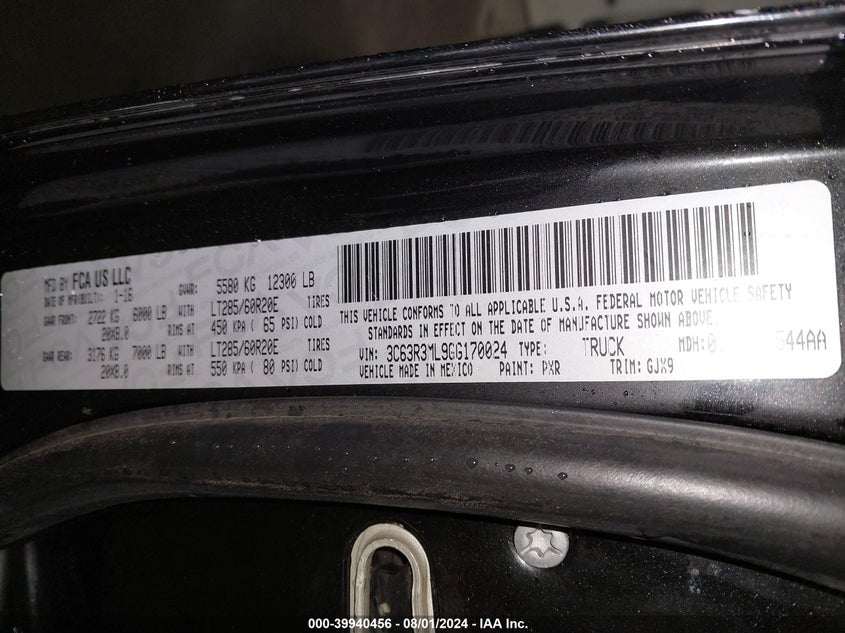 MFD BY FCA US LLC
DATE OF MFR(BUILT): 1-16 GVWR: 5580 KG 12300 LB
GAWR FRONT: 2722 KG 6000 LB WITH LT285/60R20E TIRES
20X8.0 RIMS AT 450 KPA ( 65 PSI) COLD
GAWR REAR: 3176 KG 7000 LB WITH LT285/60R20E TIRES
20X8.0 RIMS AT 550 KPA ( 80 PSI) COLD
THIS VEHICLE CONFORMS TO ALL APPLICABLE U.S.A. FEDERAL MOTOR VEHICLE SAFETY
STANDARDS IN EFFECT ON THE DATE OF MANUFACTURE SHOWN ABOVE.
VIN: 3C63R3ML9GG170024 TYPE: TRUCK MDH: 544AA
VEHICLE MADE IN MEXICO PAINT: PXR TRIM: GJX9
000-39940456 - 08/01/2024 - IAA Inc.